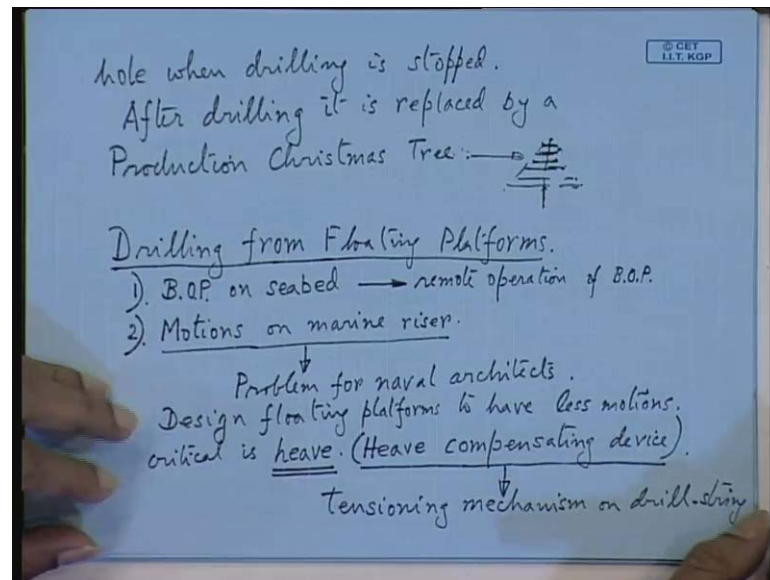 © CET
I.I.T. KGP
hole when drilling is stopped.
After drilling it is replaced by a
Production Christmas Tree :
Drilling from Floating Platforms.
1). B.O.P. on seabed → remote operation of B.O.P.
2). Motions on marine riser.
Problem for naval architects.
Design floating platforms to have less motions.
critical is heave. (Heave compensating device).
Tensioning mechanism on drill-string